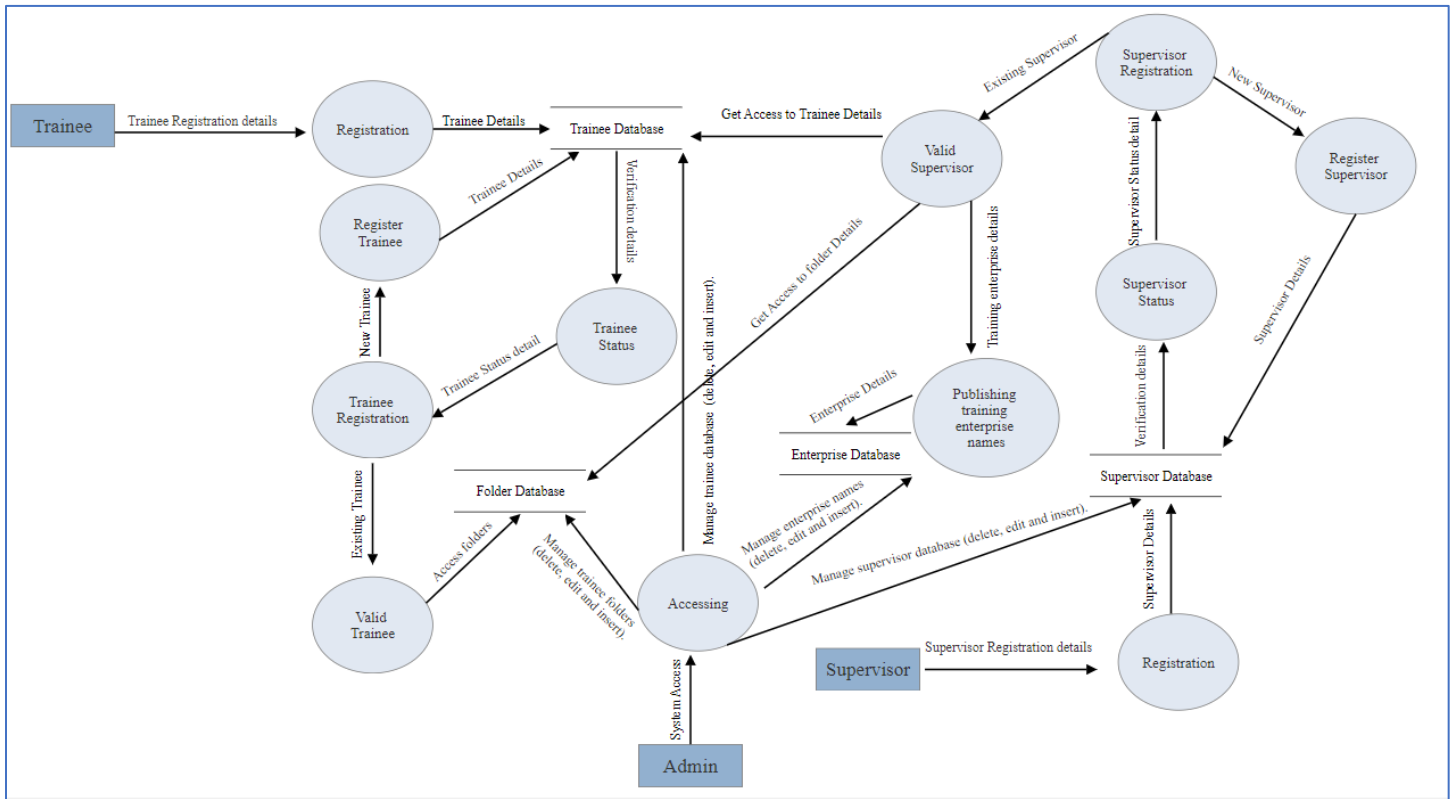 Existing Supervisor
Supervisor
Registration
New Supervisor
Trainee
Trainee Registration details
Registration
Trainee Details
Trainee Database
Get Access to Trainee Details
Valid
Supervisor
Supervisor Status detail
Register
Supervisor
Trainee Details
Verification details
Register
Trainee
Get Access to folder Details
Training enterprise details
Supervisor Status
Supervisor Details
New Trainee
Trainee
Status
Trainee Status detail
Manage trainee database (delete, edit and insert).
Trainee
Registration
Enterprise Details
Publishing
training
enterprise
names
Verification details
Enterprise Database
Existing Trainee
Folder Database
Supervisor Database
Access folders
Manage trainee folders
(delete, edit and insert).
Manage enterprise names
(delete, edit and insert).
Manage supervisor database (delete, edit and insert).
Supervisor Details
Valid
Trainee
Accessing
Supervisor
Supervisor Registration details
Registration
System Access
Admin